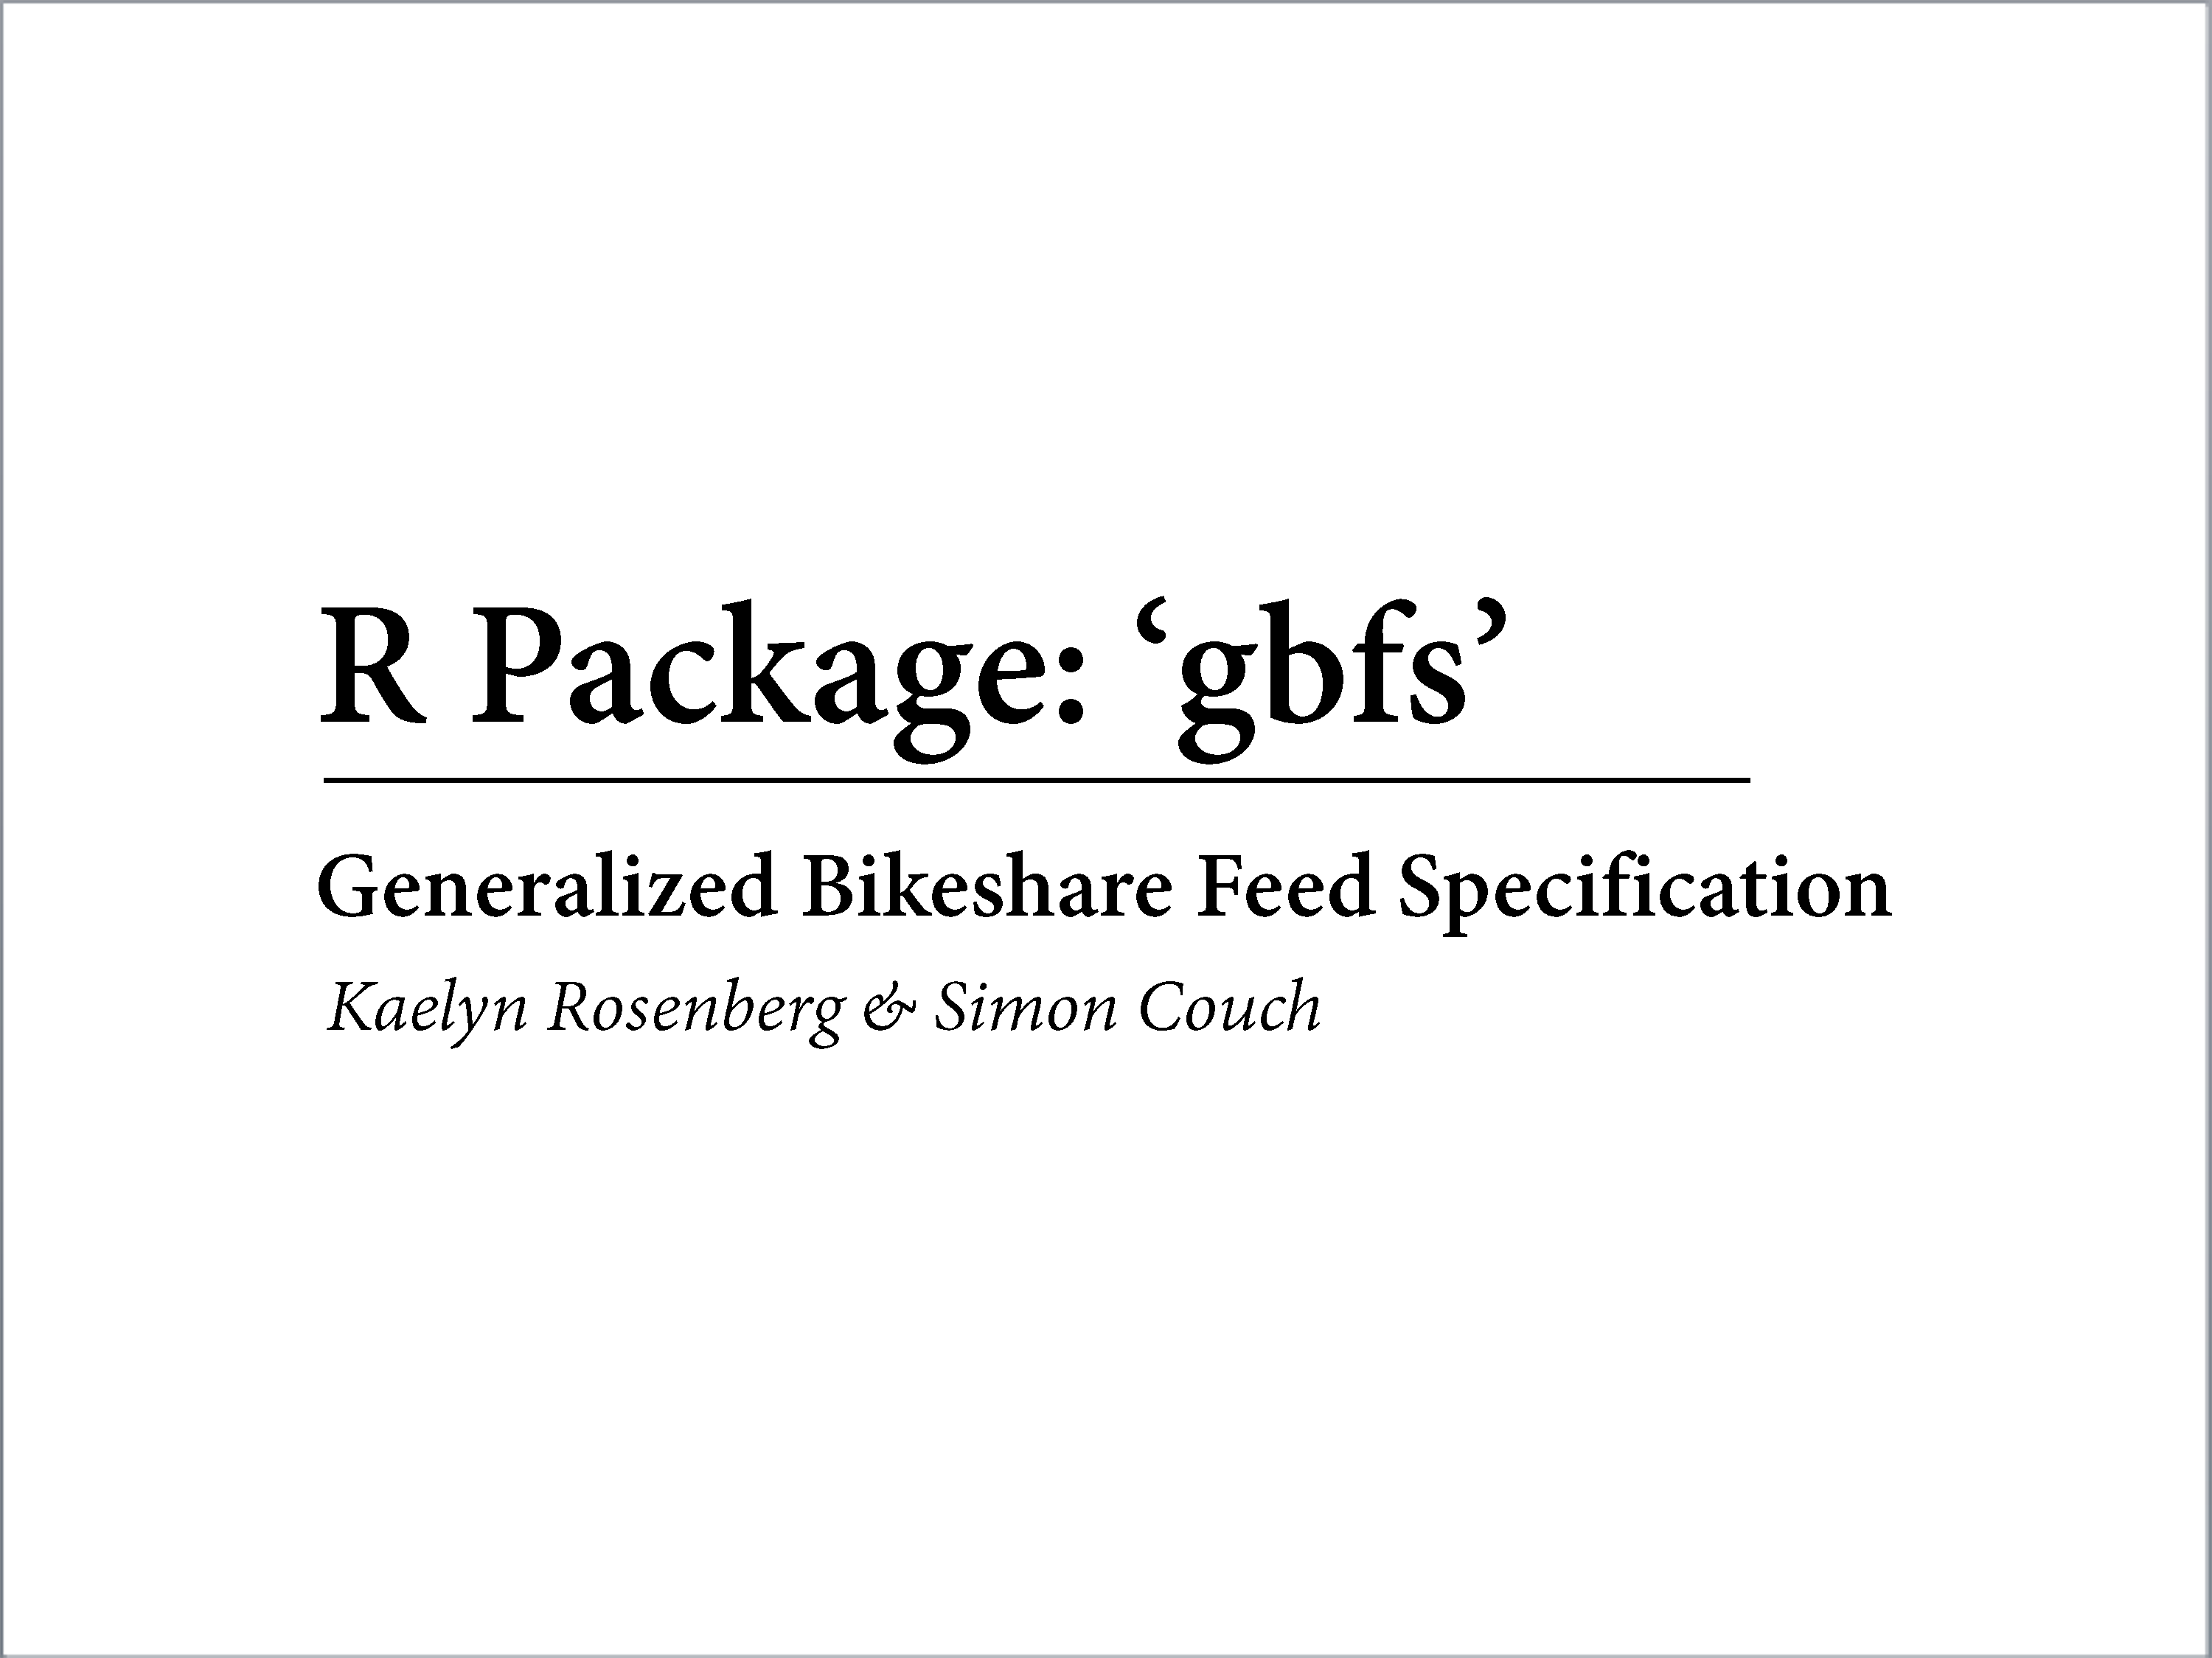 R Package: ‘gbfs’
Generalized Bikeshare Feed Specification
Kaelyn Rosenberg & Simon Couch